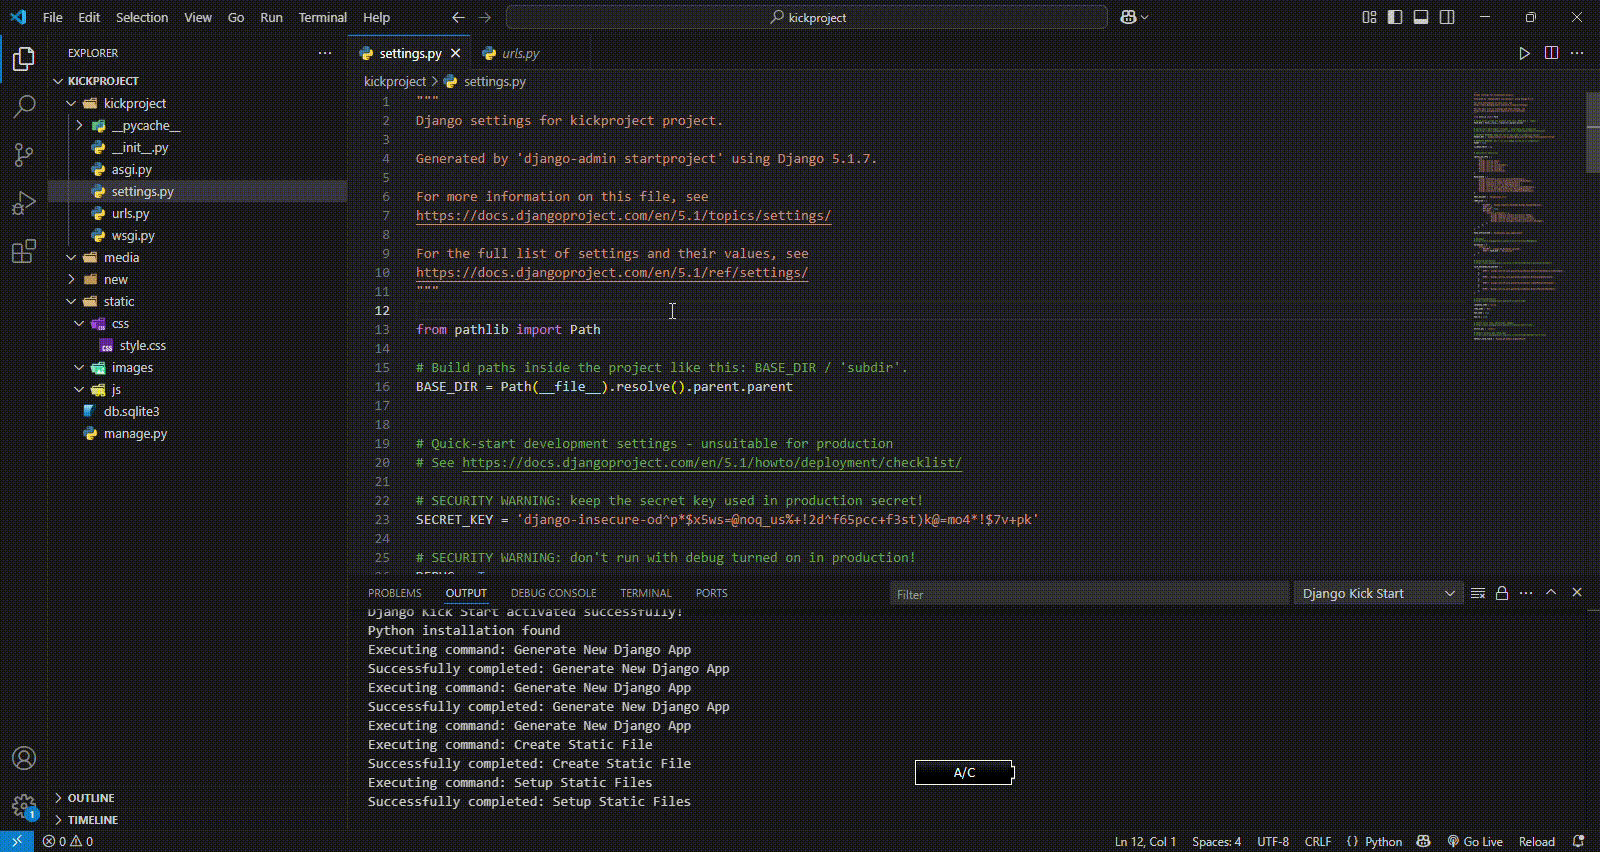 File Edit Selection View Go Run Terminal Help
kickproject
EXPLORER
KICKPROJECT
kickproject
__pycache__
__init__.py
asgi.py
settings.py
urls.py
wsgi.py
media
new
static
css
style.css
images
js
db.sqlite3
manage.py
OUTLINE
TIMELINE
settings.py urls.py
kickproject > settings.py
1 """
2 Django settings for kickproject project.
3
4 Generated by 'django-admin startproject' using Django 5.1.7.
5
6 For more information on this file, see
7 https://docs.djangoproject.com/en/5.1/topics/settings/
8
9 For the full list of settings and their values, see
10 https://docs.djangoproject.com/en/5.1/ref/settings/
11 """
12
13 from pathlib import Path
14
15 # Build paths inside the project like this: BASE_DIR / 'subdir'.
16 BASE_DIR = Path(__file__).resolve().parent.parent
17
18
19 # Quick-start development settings - unsuitable for production
20 # See https://docs.djangoproject.com/en/5.1/howto/deployment/checklist/
21
22 # SECURITY WARNING: keep the secret key used in production secret!
23 SECRET_KEY = 'django-insecure-od^p*$x5ws=@noq_us%+!2d^f65pcc+f3st)k@=mo4*!$7v+pk'
24
25 # SECURITY WARNING: don't run with debug turned on in production!
PROBLEMS OUTPUT DEBUG CONSOLE TERMINAL PORTS
Filter
Django Kick Start
Django Kick Start activated successfully!
Python installation found
Executing command: Generate New Django App
Successfully completed: Generate New Django App
Executing command: Generate New Django App
Successfully completed: Generate New Django App
Executing command: Generate New Django App
Executing command: Create Static File
Successfully completed: Create Static File
Executing command: Setup Static Files
Successfully completed: Setup Static Files
A/C
1
0 0
Ln 12, Col 1 Spaces: 4 UTF-8 CRLF { } Python Go Live Reload